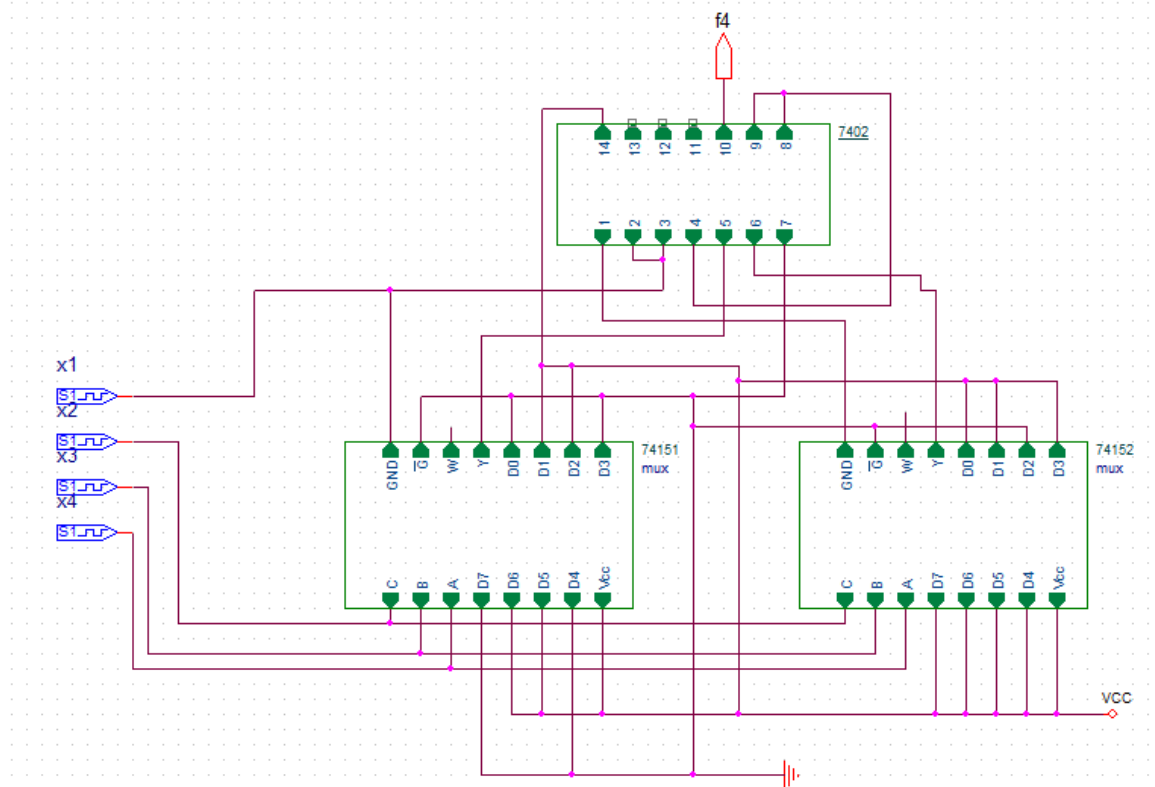 f4
7402
14 13 12 11 10 9 8
1 2 3 4 5 6 7
x1
S1
x2
S1
x3
S1
x4
S1
74151
mux
GND G W Y D0 D1 D2 D3
C B A D7 D6 D5 D4 Vcc
74152
mux
GND G W Y D0 D1 D2 D3
C B A D7 D6 D5 D4 Vcc
VCC